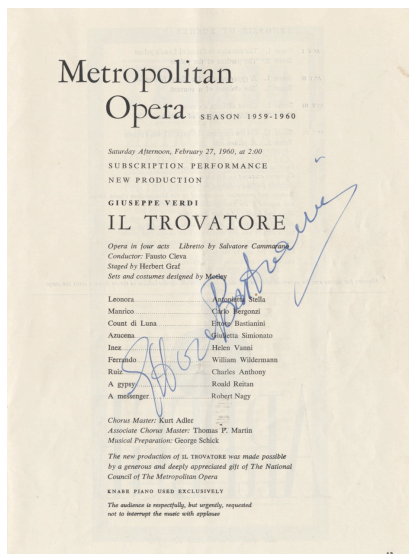 Metropolitan
Opera SEASON 1959-1960
Saturday Afternoon, February 27, 1960, at 2:00
SUBSCRIPTION PERFORMANCE
NEW PRODUCTION
GIUSEPPE VERDI
IL TROVATORE
Opera in four acts Libretto by Salvatore Cammarano
Conductor: Fausto Cleva
Staged by Herbert Graf
Sets and costumes designed by Motley
Leonora Antonietta Stella
Manrico Carlo Bergonzi
Count di Luna Ettore Bastianini
Azucena Giulietta Simionato
Inez Helen Vanni
Ferrando William Wildermann
Ruiz Charles Anthony
A gypsy Roald Reitan
A messenger Robert Nagy
Ettore Bastianini
Chorus Master: Kurt Adler
Associate Chorus Master: Thomas P. Martin
Musical Preparation: George Schick
The new production of IL TROVATORE was made possible
by a generous and deeply appreciated gift of The National
Council of The Metropolitan Opera
KNABE PIANO USED EXCLUSIVELY
The audience is respectfully, but urgently, requested
not to interrupt the music with applause